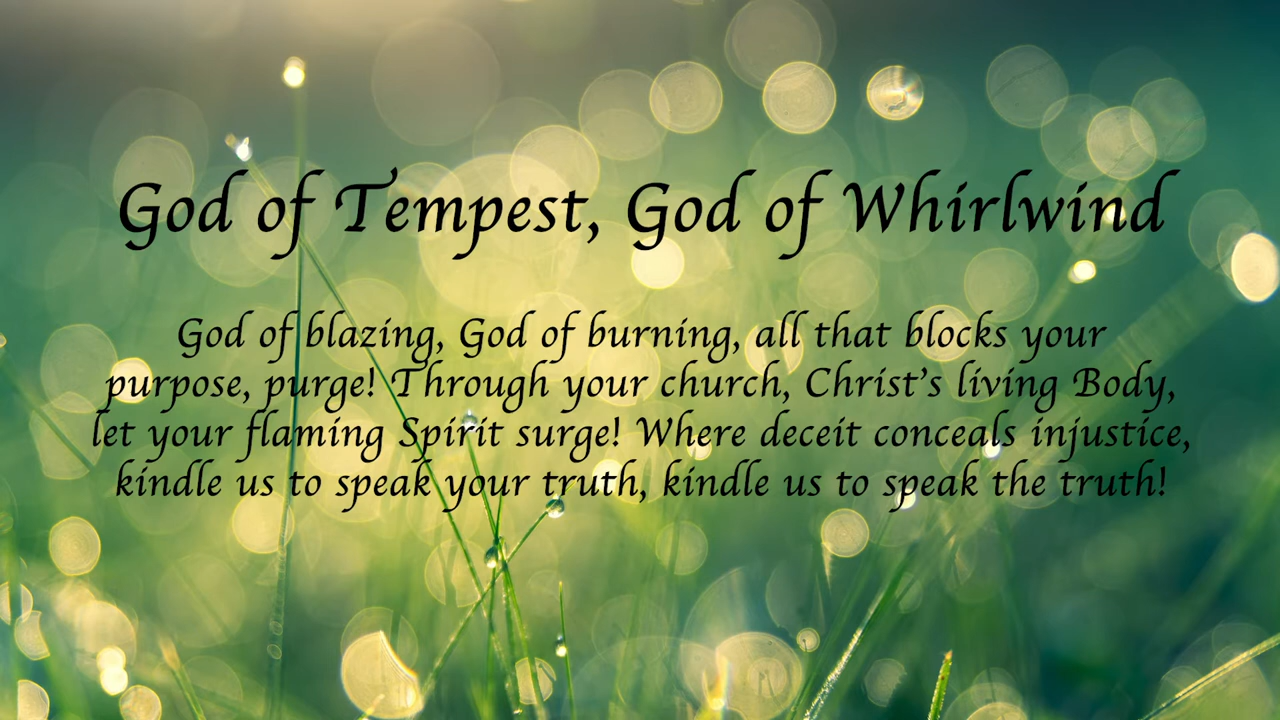 God of Tempest, God of Whirlwind
God of blazing, God of burning, all that blocks your
purpose, purge! Through your church, Christ's living Body,
let your flaming Spirit surge! Where deceit conceals injustice,
kindle us to speak your truth, kindle us to speak the truth!